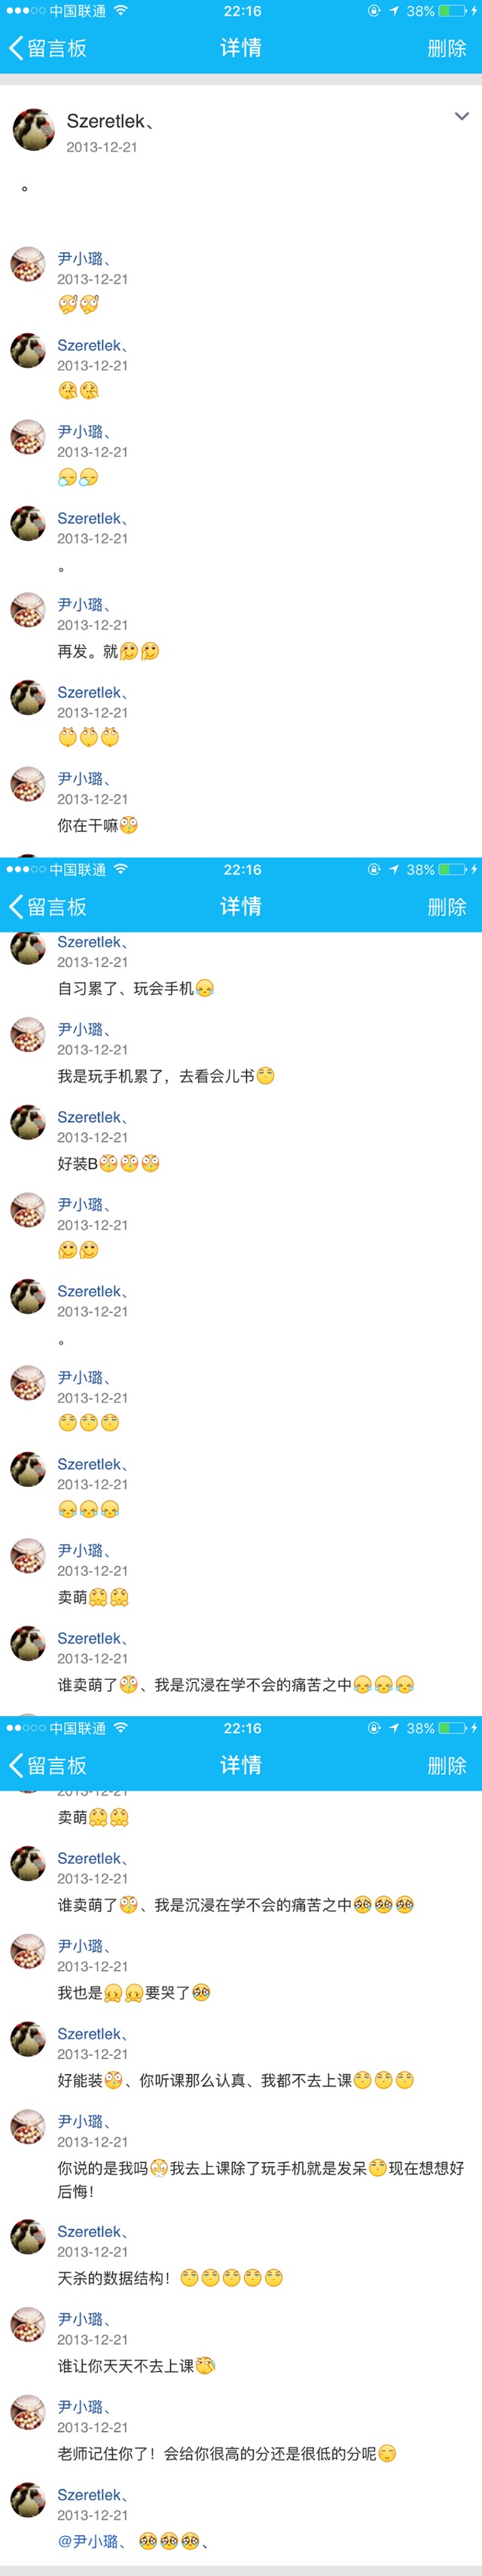 中国联通 22:16 38%
留言板 详情 删除
Szeretlek、
2013-12-21
。
尹小璐、
2013-12-21
Szeretlek、
2013-12-21
尹小璐、
2013-12-21
Szeretlek、
2013-12-21
。
尹小璐、
2013-12-21
再发。就
Szeretlek、
2013-12-21
尹小璐、
2013-12-21
你在干嘛
中国联通 22:16 38%
留言板 详情 删除
Szeretlek、
2013-12-21
自习累了、玩会手机
尹小璐、
2013-12-21
我是玩手机累了，去看会儿书
Szeretlek、
2013-12-21
好装B
尹小璐、
2013-12-21
Szeretlek、
2013-12-21
。
尹小璐、
2013-12-21
Szeretlek、
2013-12-21
尹小璐、
2013-12-21
卖萌
Szeretlek、
2013-12-21
谁卖萌了、我是沉浸在学不会的痛苦之中
中国联通 22:16 38%
留言板 详情 删除
2013-12-21
卖萌
Szeretlek、
2013-12-21
谁卖萌了、我是沉浸在学不会的痛苦之中
尹小璐、
2013-12-21
我也是要哭了
Szeretlek、
2013-12-21
好能装、你听课那么认真、我都不去上课
尹小璐、
2013-12-21
你说的是我吗我去上课除了玩手机就是发呆现在想想好
后悔！
Szeretlek、
2013-12-21
天杀的数据结构！
尹小璐、
2013-12-21
谁让你天天不去上课
尹小璐、
2013-12-21
老师记住你了！会给你很高的分还是很低的分呢
Szeretlek、
2013-12-21
@尹小璐、 、